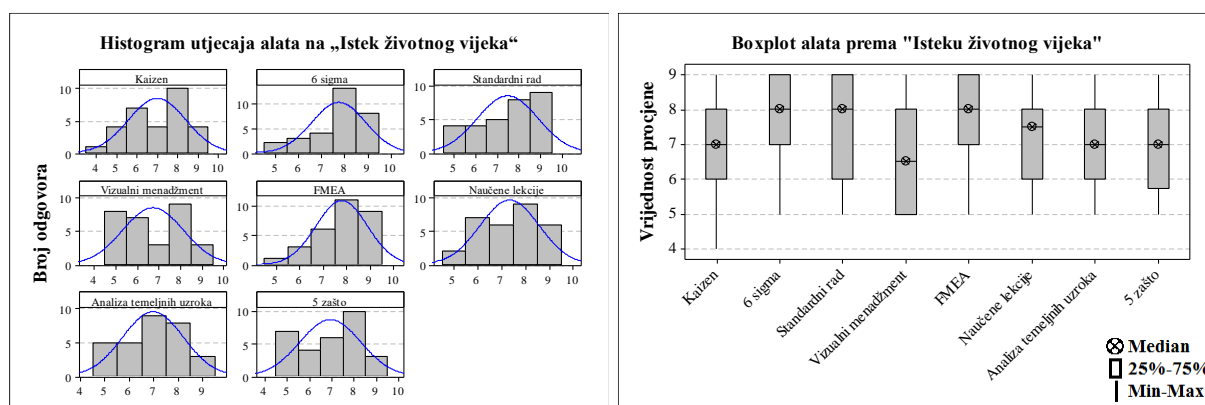 Histogram utjecaja alata na „Istek životnog vijeka“
Broj odgovora
Kaizen
6 sigma
Standardni rad
10
5
0
4 5 6 7 8 9
10
5
0
5 6 7 8 9 10
10
5
0
5 6 7 8 9 10
Vizualni menadžment
FMEA
Naučene lekcije
10
5
0
4 5 6 7 8 9 10
10
5
0
5 6 7 8 9 10
10
5
0
4 5 6 7 8 9 10
Analiza temeljnih uzroka
5 zašto
10
5
0
4 5 6 7 8 9
10
5
0
4 5 6 7 8 9 10
Boxplot alata prema "Isteku životnog vijeka"
Vrijednost procjene
9
8
7
6
5
4
Kaizen
6 sigma
Standardni rad
Vizualni menadžment
FMEA
Naučene lekcije
Analiza temeljnih uzroka
5 zašto
Median
25%-75%
Min-Max